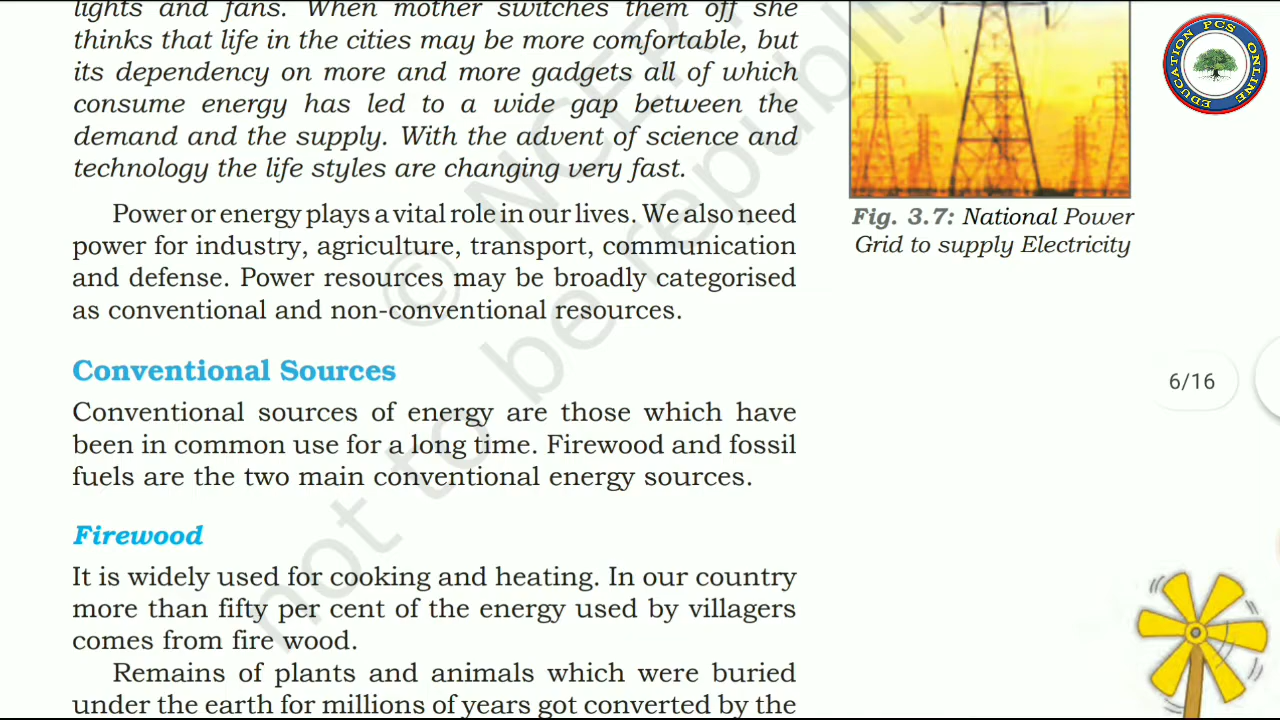 lights and fans. When mother switches them off she
thinks that life in the cities may be more comfortable, but
its dependency on more and more gadgets all of which
consume energy has led to a wide gap between the
demand and the supply. With the advent of science and
technology the life styles are changing very fast.
Power or energy plays a vital role in our lives. We also need
power for industry, agriculture, transport, communication
and defense. Power resources may be broadly categorised
as conventional and non-conventional resources.
Conventional Sources
Conventional sources of energy are those which have
been in common use for a long time. Firewood and fossil
fuels are the two main conventional energy sources.
Firewood
It is widely used for cooking and heating. In our country
more than fifty per cent of the energy used by villagers
comes from fire wood.
Remains of plants and animals which were buried
under the earth for millions of years got converted by the
Fig. 3.7: National Power
Grid to supply Electricity
6/16
EDUCATION PCS ONLINE
© NCERT
not to be republi